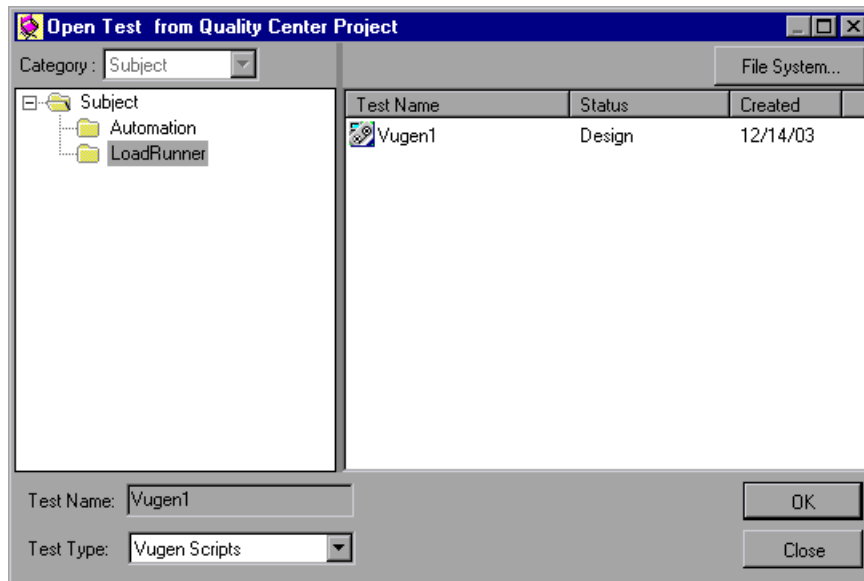 Open Test from Quality Center Project
Category : Subject
File System...
Subject
Automation
LoadRunner
Test Name Status Created
Vugen1 Design 12/14/03
Test Name: Vugen1
OK
Test Type: Vugen Scripts
Close